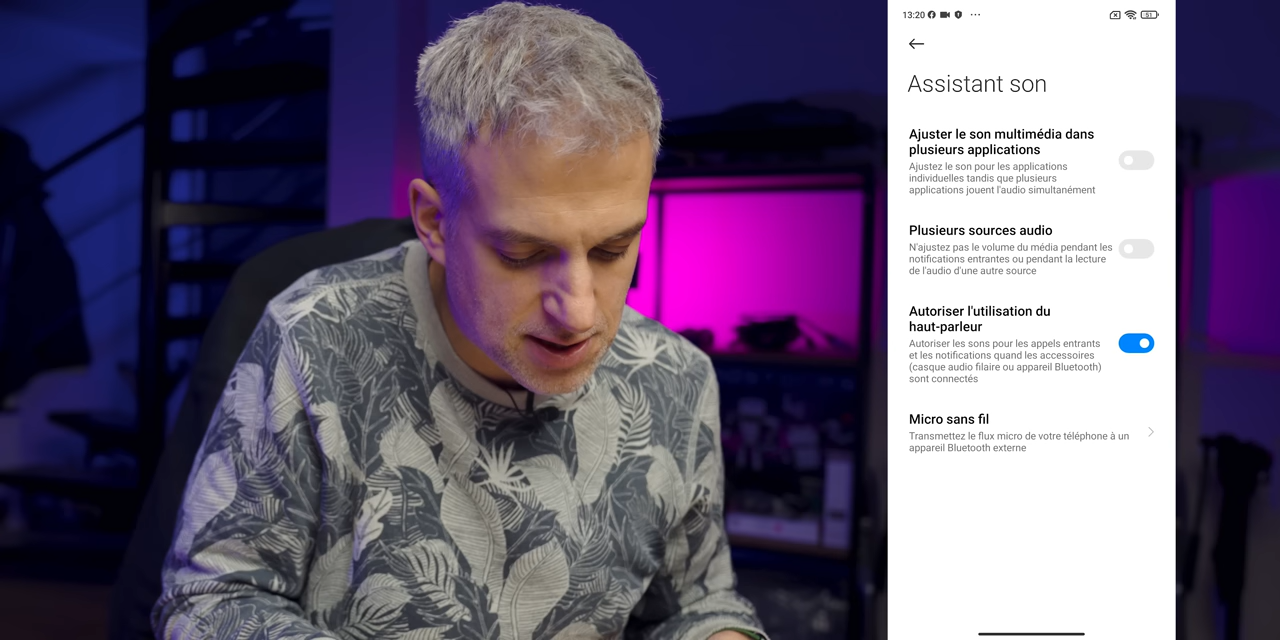 13:20
51
Assistant son
Ajuster le son multimédia dans
plusieurs applications
Ajustez le son pour les applications
individuelles tandis que plusieurs
applications jouent l'audio simultanément
Plusieurs sources audio
N'ajustez pas le volume du média pendant les
notifications entrantes ou pendant la lecture
de l'audio d'une autre source
Autoriser l'utilisation du
haut-parleur
Autoriser les sons pour les appels entrants
et les notifications quand les accessoires
(casque audio filaire ou appareil Bluetooth)
sont connectés
Micro sans fil
Transmettez le flux micro de votre téléphone à un
appareil Bluetooth externe